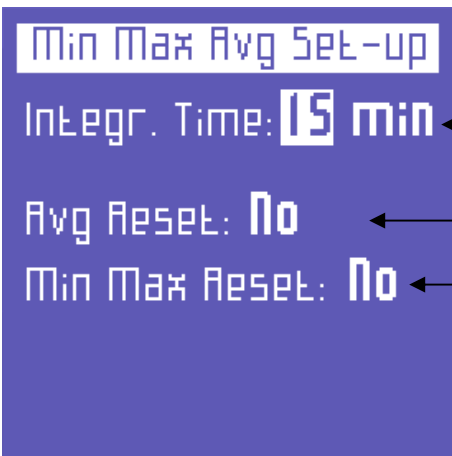 Min Max Avg Set-up
Integr. Time: 15 min
Avg Reset: No
Min Max Reset: No